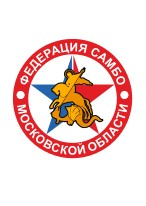 ФЕДЕРАЦИЯ САМБО
МОСКОВСКОЙ ОБЛАСТИ